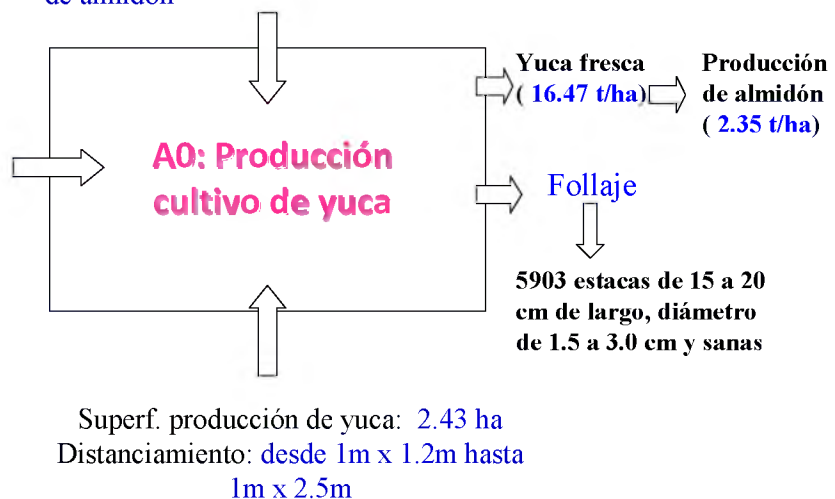 de almidón
Yuca fresca
( 16.47 t/ha)
Producción
de almidón
( 2.35 t/ha)
A0: Producción
cultivo de yuca
Follaje
5903 estacas de 15 a 20
cm de largo, diámetro
de 1.5 a 3.0 cm y sanas
Superf. producción de yuca: 2.43 ha
Distanciamiento: desde 1m x 1.2m hasta
1m x 2.5m